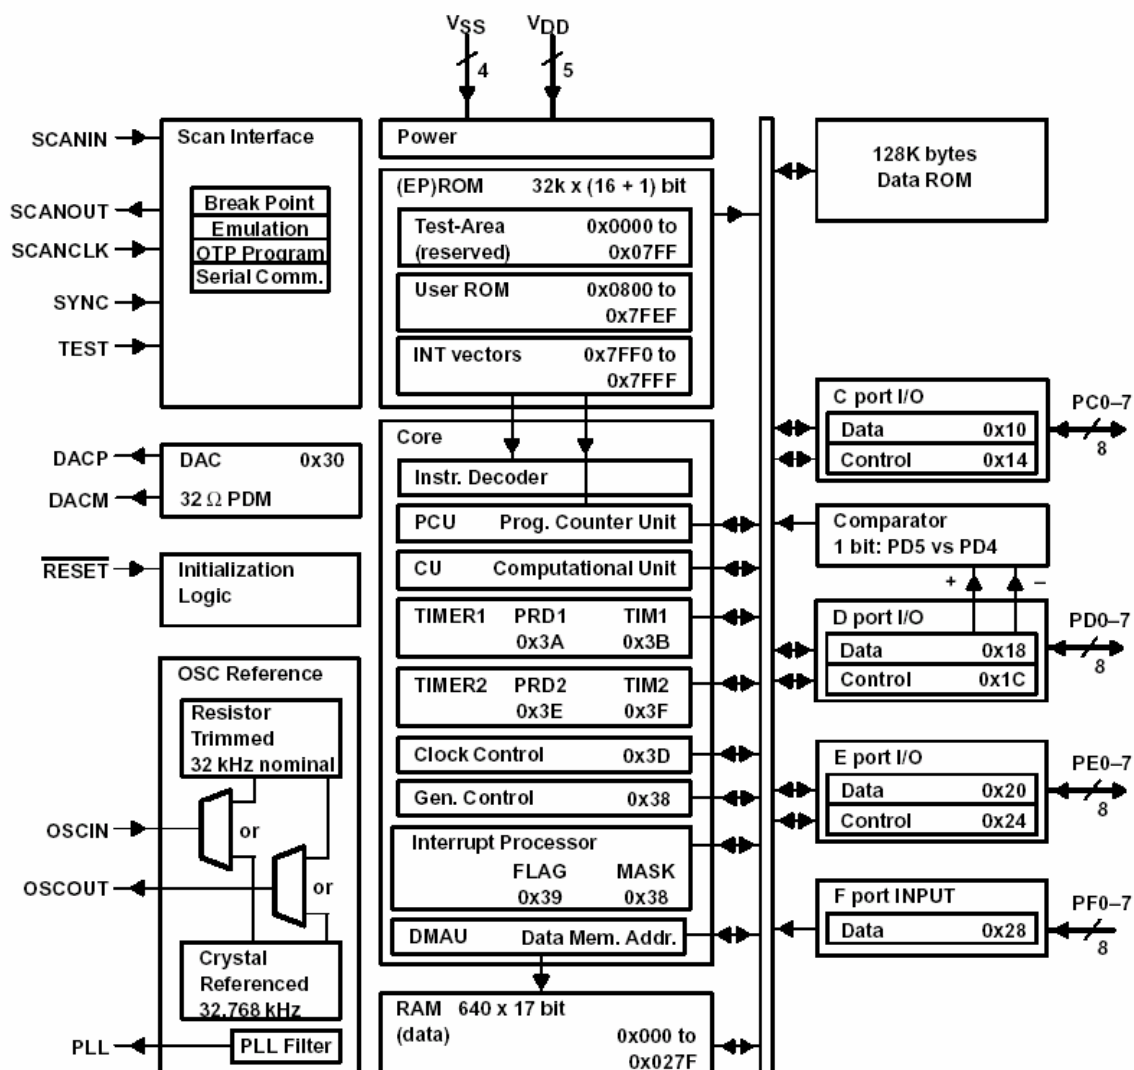 VSS VDD
4 5
SCANIN
SCANOUT
SCANCLK
SYNC
TEST
Scan Interface
Break Point
Emulation
OTP Program
Serial Comm.
DACP
DACM
DAC 0x30
32 Ω PDM
RESET
Initialization
Logic
OSC Reference
Resistor
Trimmed
32 kHz nominal
OSCIN
or
OSCOUT
or
Crystal
Referenced
32.768 kHz
PLL
PLL Filter
Power
(EP)ROM 32k x (16 + 1) bit
Test-Area 0x0000 to
(reserved) 0x07FF
User ROM 0x0800 to
0x7FEF
INT vectors 0x7FF0 to
0x7FFF
Core
Instr. Decoder
PCU Prog. Counter Unit
CU Computational Unit
TIMER1 PRD1 TIM1
0x3A 0x3B
TIMER2 PRD2 TIM2
0x3E 0x3F
Clock Control 0x3D
Gen. Control 0x38
Interrupt Processor
FLAG MASK
0x39 0x38
DMAU Data Mem. Addr.
RAM 640 x 17 bit
(data) 0x000 to
0x027F
128K bytes
Data ROM
C port I/O
Data 0x10
Control 0x14
PC0–7
8
Comparator
1 bit: PD5 vs PD4
+ –
D port I/O
Data 0x18
Control 0x1C
PD0–7
8
E port I/O
Data 0x20
Control 0x24
PE0–7
8
F port INPUT
Data 0x28
PF0–7
8